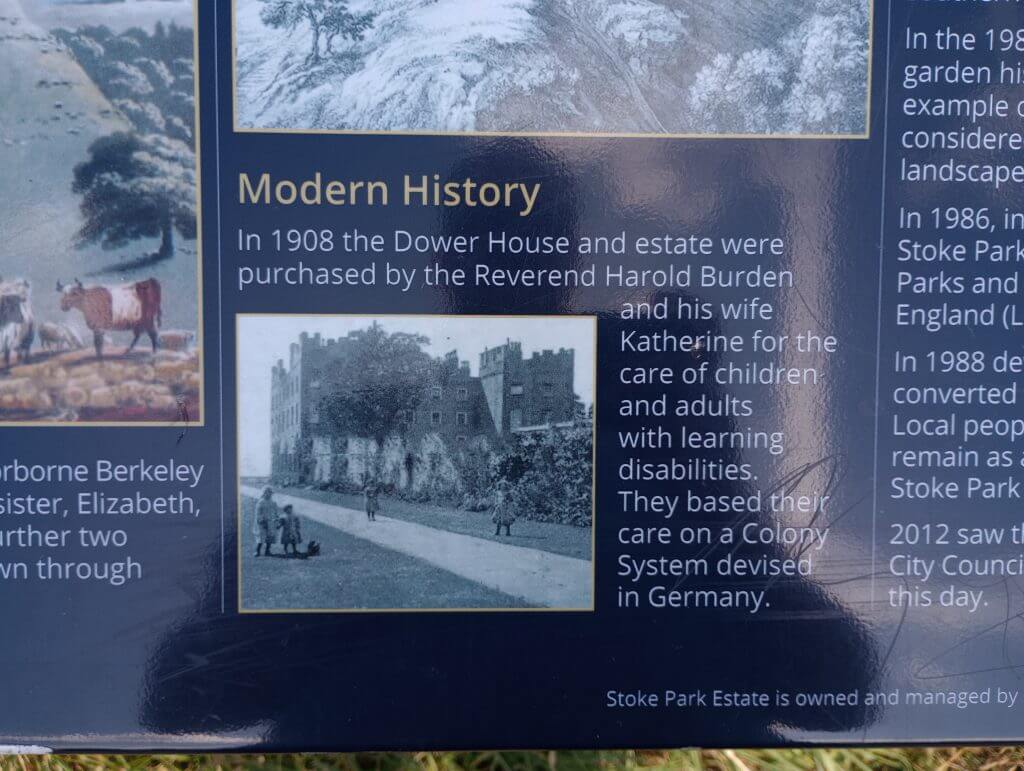 orborne Berkeley
sister, Elizabeth,
urther two
wn through
Modern History
In 1908 the Dower House and estate were
purchased by the Reverend Harold Burden
and his wife
Katherine for the
care of children
and adults
with learning
disabilities.
They based their
care on a Colony
System devised
in Germany.
In the 198
garden his
example o
considered
landscape
In 1986, in
Stoke Park
Parks and
England (L
In 1988 de
converted
Local peop
remain as a
Stoke Park
2012 saw th
City Counci
this day.
Stoke Park Estate is owned and managed by